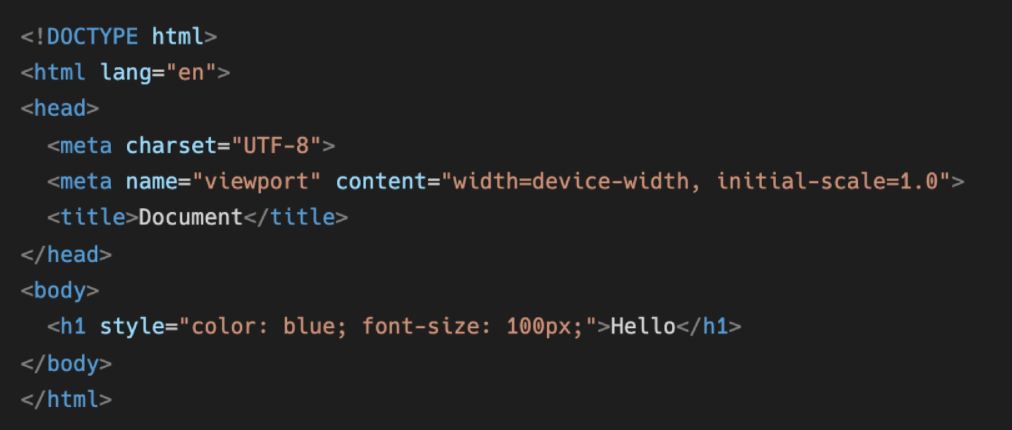 <!DOCTYPE html>
<html lang="en">
<head>
  <meta charset="UTF-8">
  <meta name="viewport" content="width=device-width, initial-scale=1.0">
  <title>Document</title>
</head>
<body>
  <h1 style="color: blue; font-size: 100px;">Hello</h1>
</body>
</html>